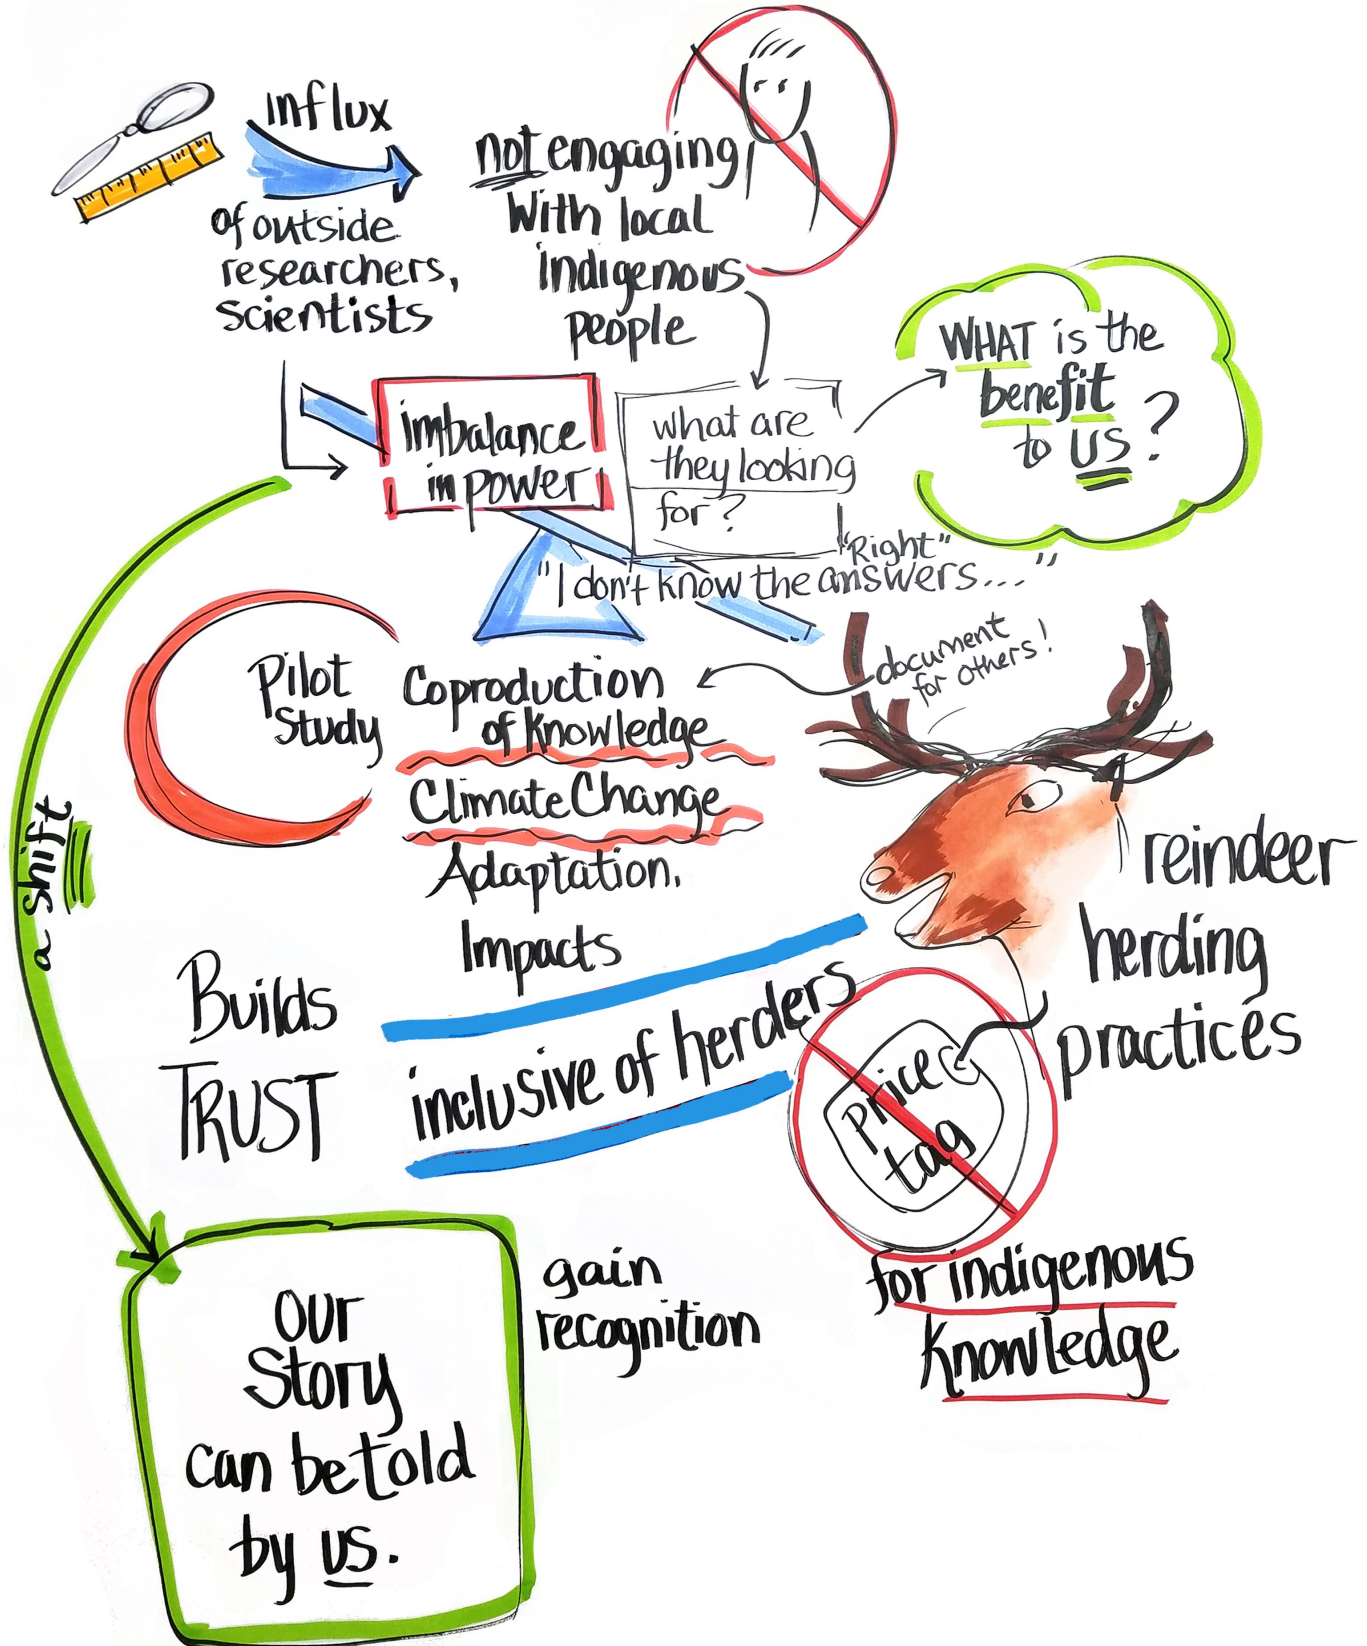 influx
of outside
researchers,
scientists
not engaging
with local
indigenous
people
imbalance
in power
what are
they looking
for?
WHAT is the
benefit
to US?
"Right"
"I don't know the answers..."
document
for others!
Pilot
Study
Coproduction
of Knowledge
Climate Change
Adaptation,
Impacts
a shift
Builds
TRUST
inclusive of herders
reindeer
herding
practices
price
tag
for indigenous
knowledge
our
Story
can be told
by us.
gain
recognition